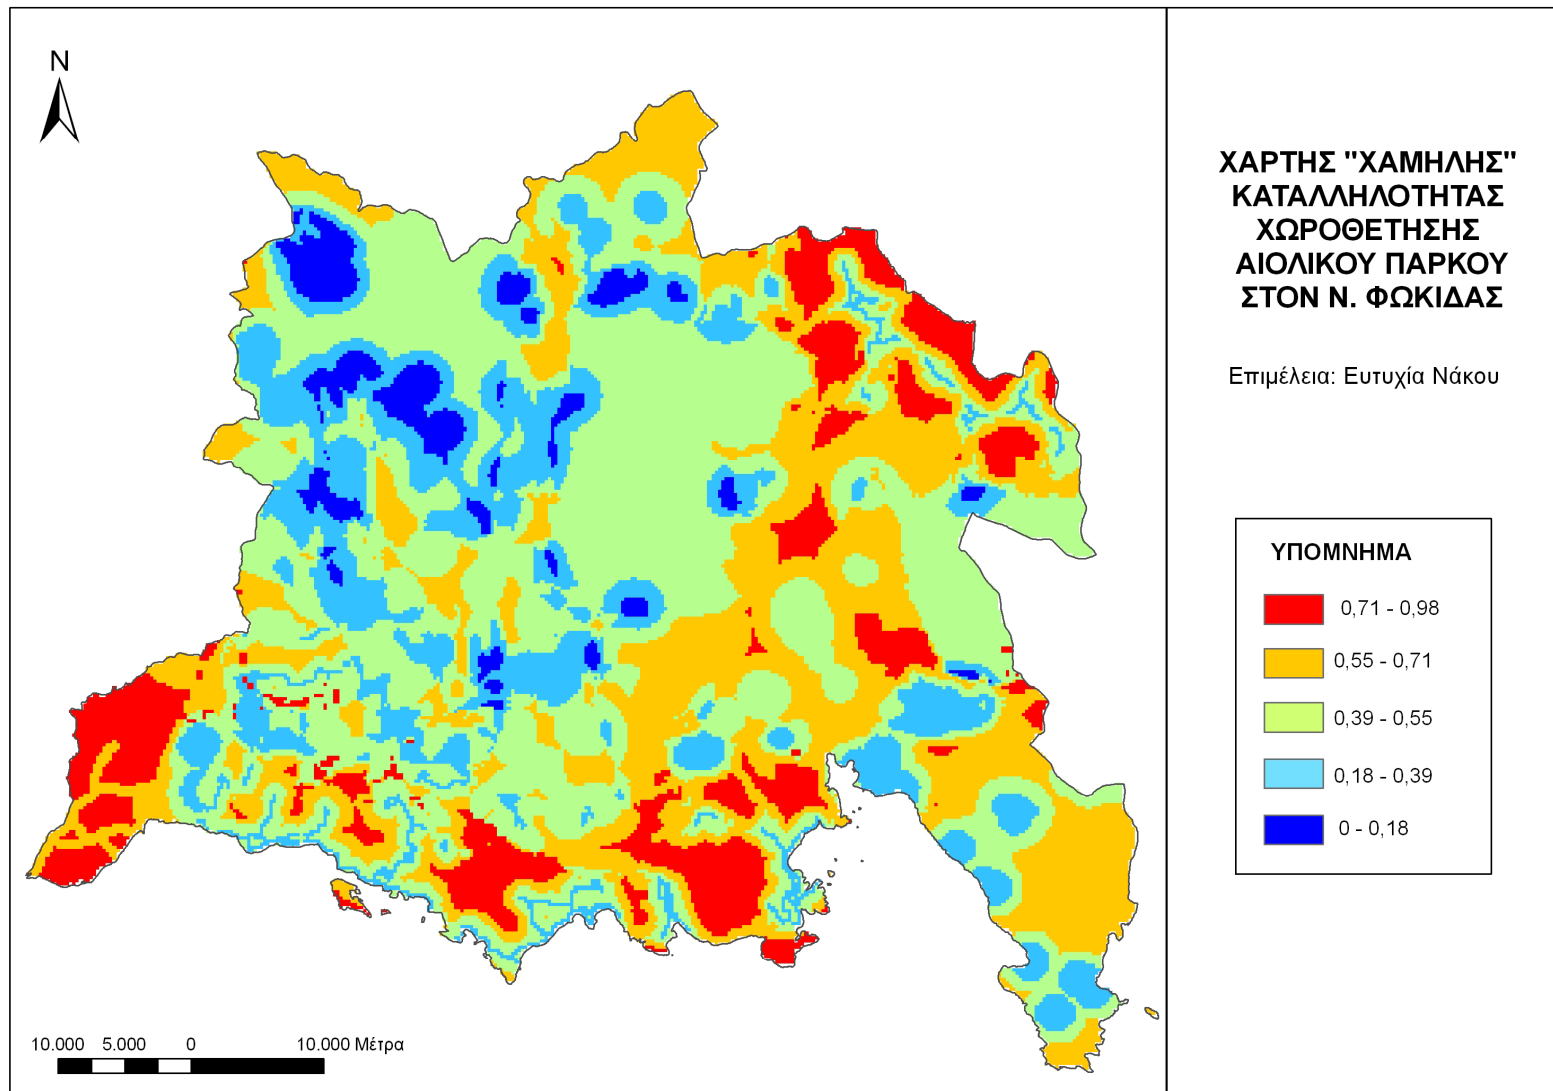 N
ΧΑΡΤΗΣ "ΧΑΜΗΛΗΣ"
ΚΑΤΑΛΛΗΛΟΤΗΤΑΣ
ΧΩΡΟΘΕΤΗΣΗΣ
ΑΙΟΛΙΚΟΥ ΠΑΡΚΟΥ
ΣΤΟΝ Ν. ΦΩΚΙΔΑΣ
Επιμέλεια: Ευτυχία Νάκου
ΥΠΟΜΝΗΜΑ
0,71 - 0,98
0,55 - 0,71
0,39 - 0,55
0,18 - 0,39
0 - 0,18
10.000 5.000 0 10.000 Μέτρα